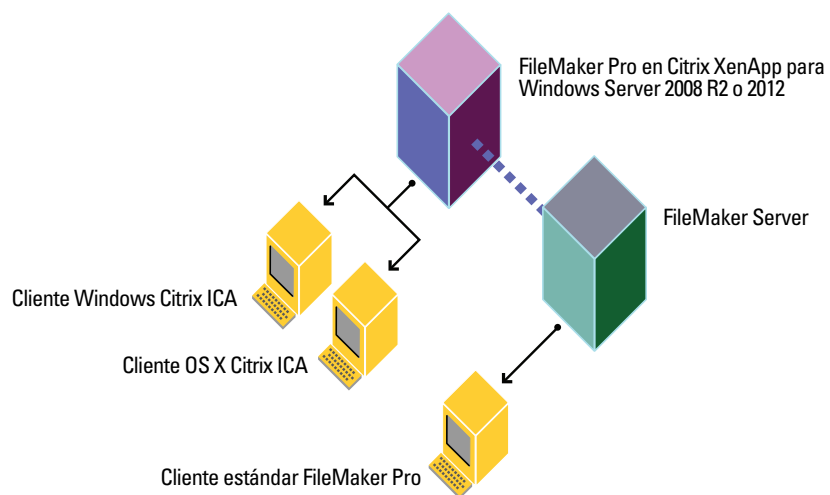 FileMaker Pro en Citrix XenApp para
Windows Server 2008 R2 o 2012
FileMaker Server
Cliente Windows Citrix ICA
Cliente OS X Citrix ICA
Cliente estándar FileMaker Pro